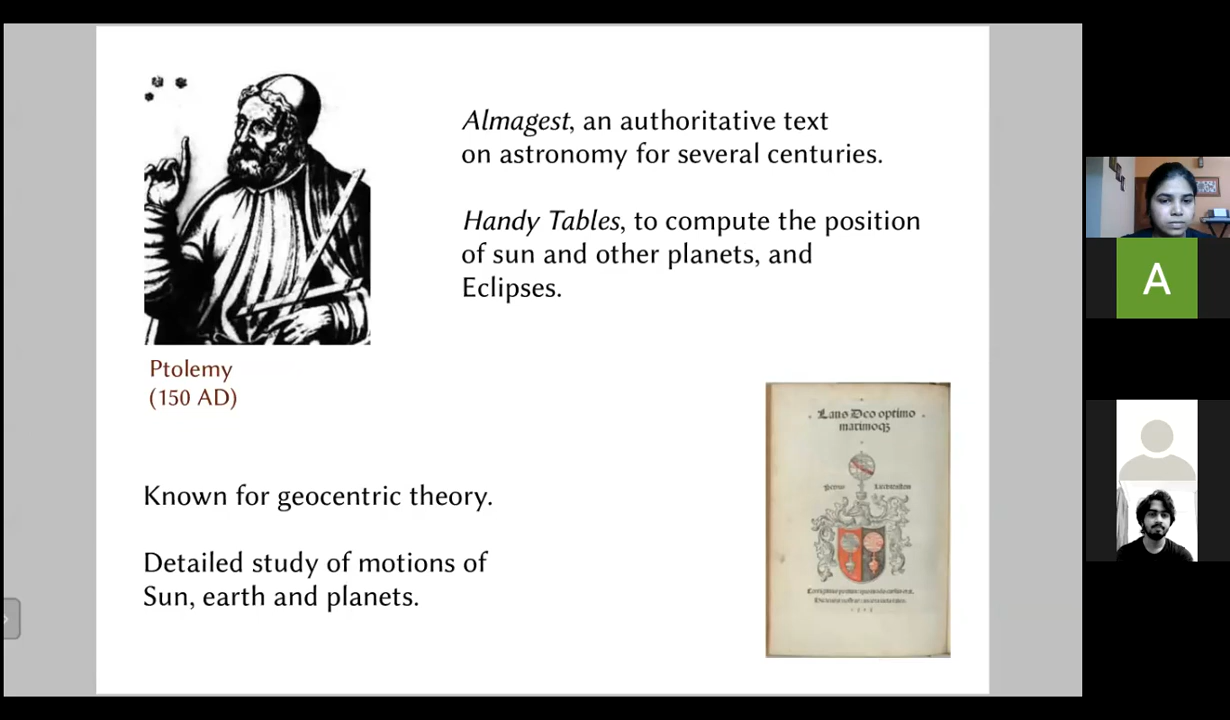 Almagest, an authoritative text
on astronomy for several centuries.
Handy Tables, to compute the position
of sun and other planets, and
Eclipses.
Ptolemy
(150 AD)
Known for geocentric theory.
Detailed study of motions of
Sun, earth and planets.
Deo optimo
A